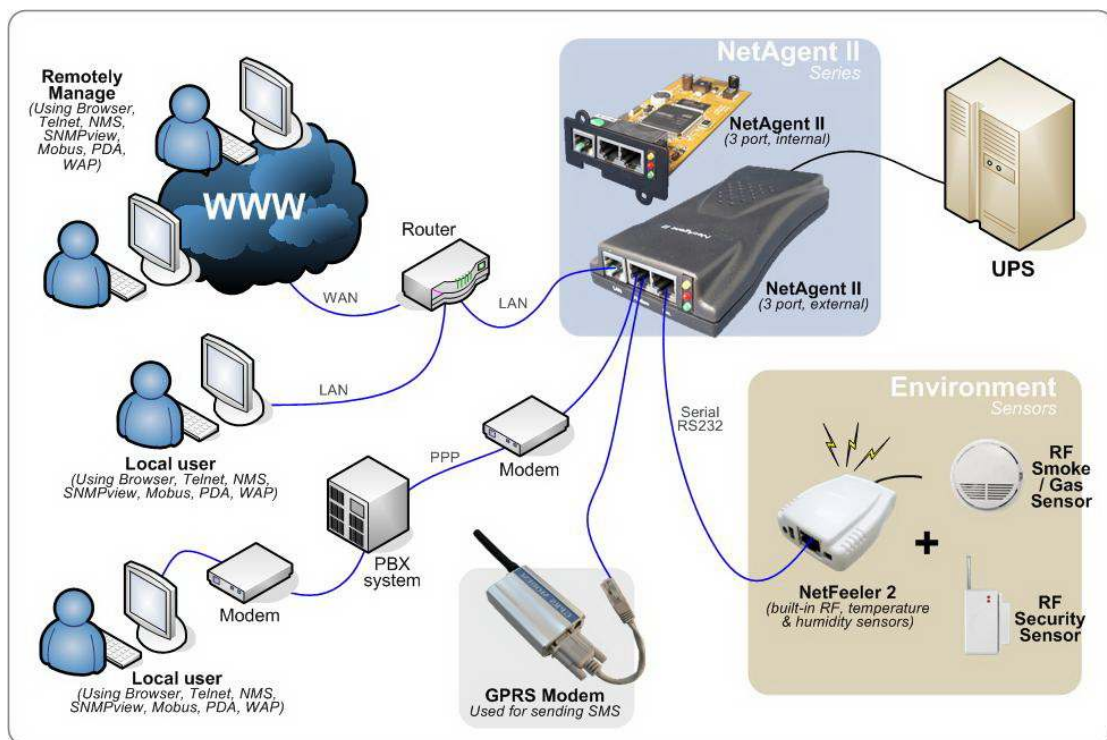 Remotely
Manage
(Using Browser,
Telnet, NMS,
SNMPview,
Mobus, PDA,
WAP)
WWW
Router
WAN
LAN
LAN
Local user
(Using Browser, Telnet, NMS,
SNMPview, Mobus, PDA, WAP)
NetAgent II
Series
NetAgent II
(3 port, internal)
NetAgent II
(3 port, external)
UPS
Modem
PPP
PBX
system
Modem
Local user
(Using Browser, Telnet, NMS,
SNMPview, Mobus, PDA, WAP)
GPRS Modem
Used for sending SMS
Serial
RS232
Environment
Sensors
RF
Smoke
/ Gas
Sensor
+
NetFeeler 2
(built-in RF, temperature
& humidity sensors)
RF
Security
Sensor